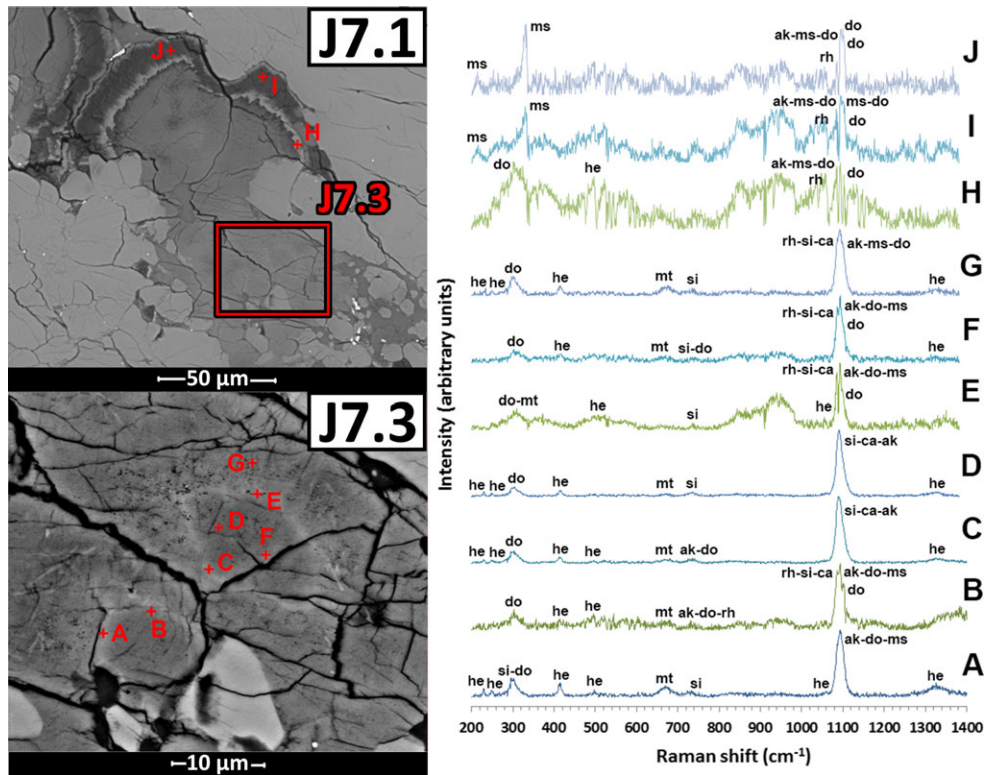 J7.1
J
I
H
J7.3
50 µm
J7.3
G
E
D
F
C
A
B
10 µm
Intensity (arbitrary units)
ms
ms
ak-ms-do
rh
do
do
J
ms
ms
ak-ms-do
rh
ms-do
do
I
do
he
ak-ms-do
rh
do
H
he
he
do
he
mt
si
rh-si-ca
ak-ms-do
he
G
do
he
mt
si-do
rh-si-ca
ak-do-ms
do
he
F
do-mt
he
si
he
rh-si-ca
ak-do-ms
do
E
he
he
do
he
mt
si
si-ca-ak
he
D
he
he
do
he
he
mt
ak-do
si-ca-ak
he
C
do
he
he
mt
ak-do-rh
rh-si-ca
ak-do-ms
do
B
he
he
si-do
he
he
mt
si
he
ak-do-ms
he
A
200 300 400 500 600 700 800 900 1000 1100 1200 1300 1400
Raman shift (cm-1)